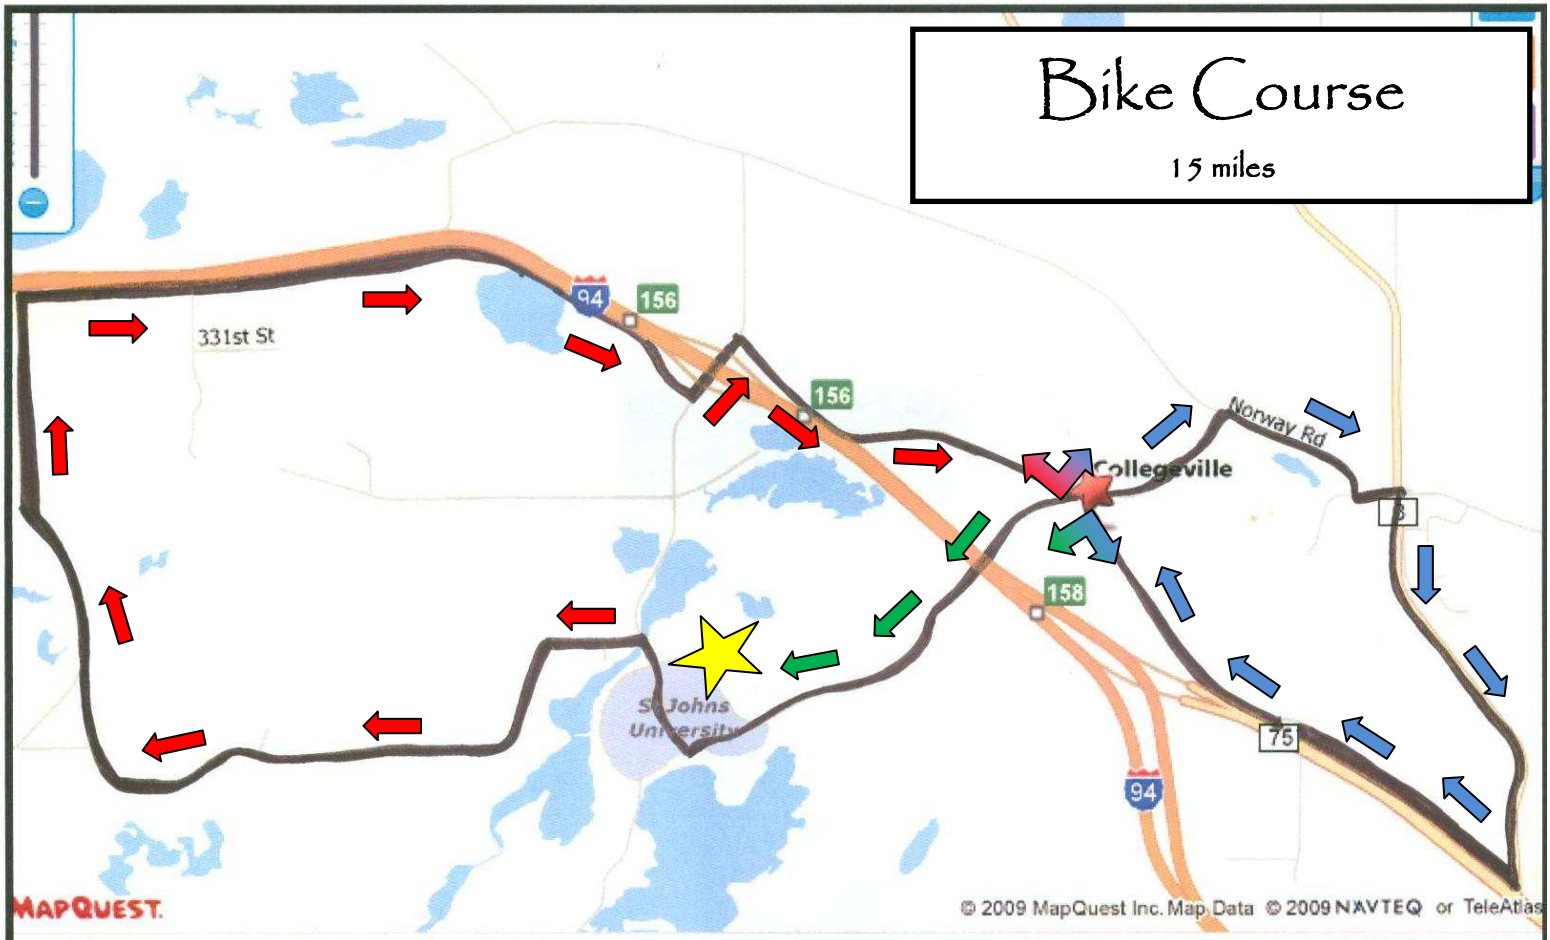 Bike Course
15 miles
94
156
331st St
156
Norway Rd
Collegeville
3
158
St Johns
University
75
94
MAPQUEST.
© 2009 MapQuest Inc. Map Data © 2009 NAVTEQ or TeleAtlas